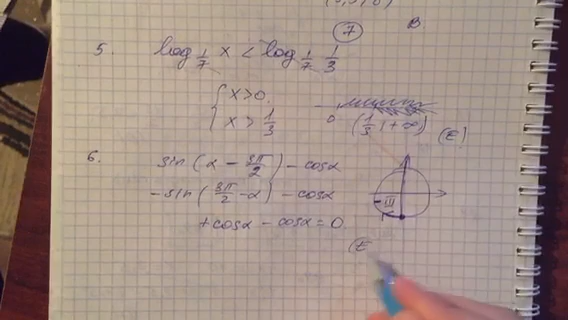 7
B.
5. log_{1/7} x < log_{1/7} 1/3
{ x > 0
x > 1/3
0
(1/3; +∞)
(E)
6. sin(α - 3π/2) - cosα
- sin(3π/2 - α) - cosα
III
+ cosα - cosα = 0
(E